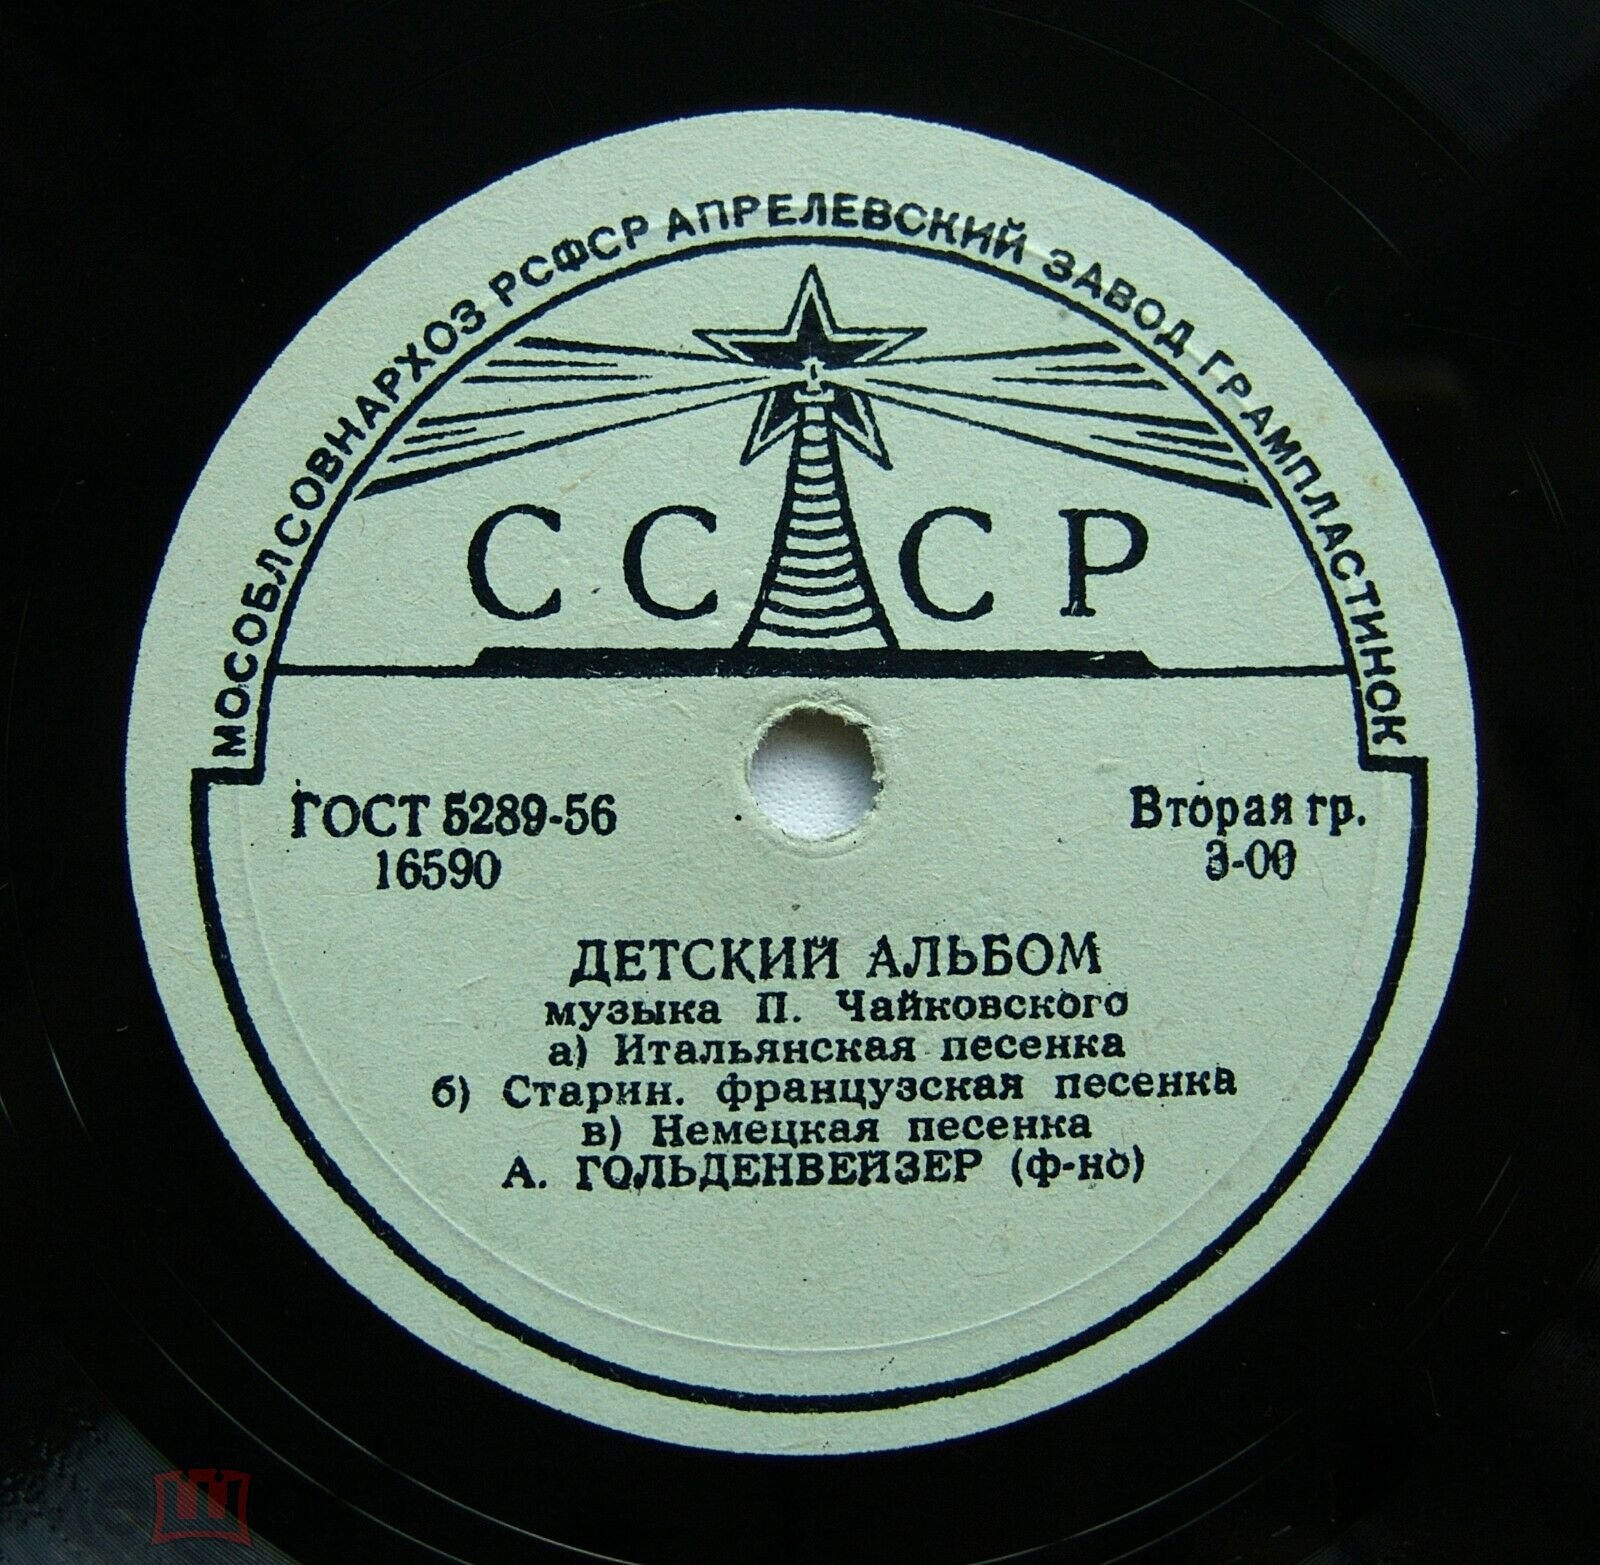 МОСОБЛСОВНАРХОЗ РСФСР АПРЕЛЕВСКИЙ ЗАВОД ГРАМПЛАСТИНОК
СССР
ГОСТ 5289-56
16590
Вторая гр.
3-00
ДЕТСКИЙ АЛЬБОМ
музыка П. Чайковского
а) Итальянская песенка
б) Старин. французская песенка
в) Немецкая песенка
А. ГОЛЬДЕНВЕЙЗЕР (ф-но)